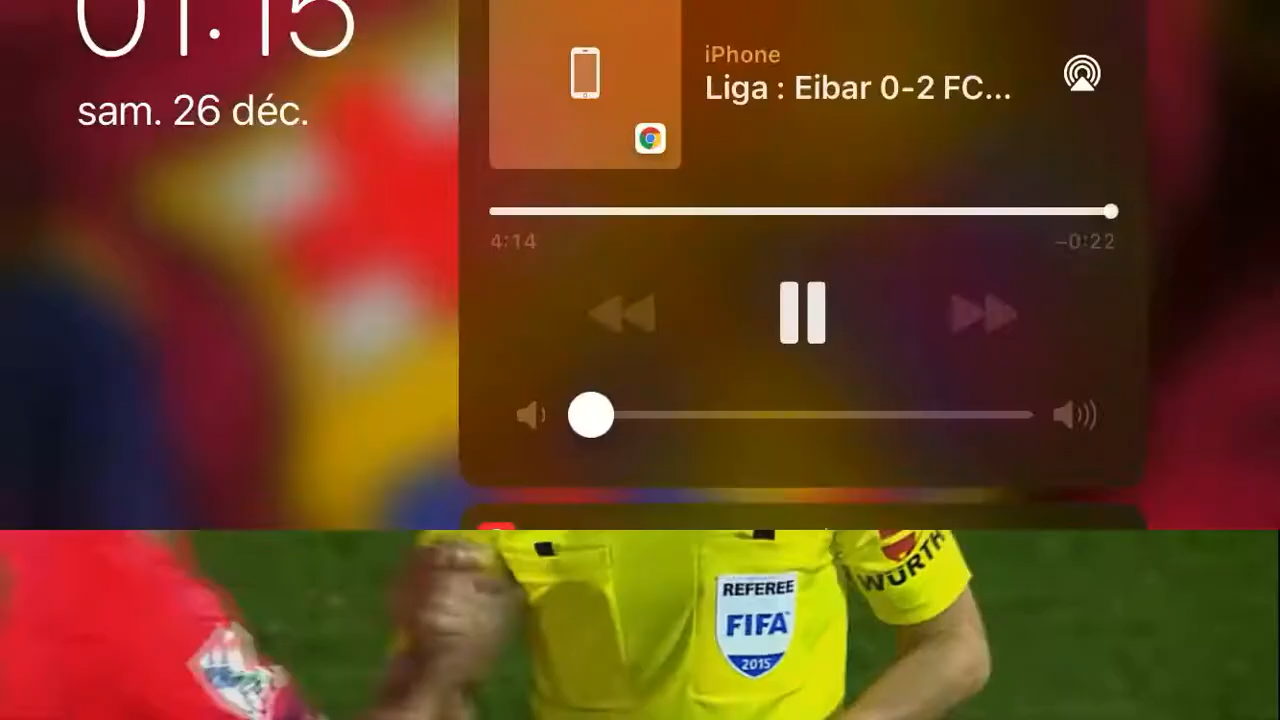 01:15
sam. 26 déc.
iPhone
Liga : Eibar 0-2 FC...
4:14
–0:22
WÜRTH
REFEREE
FIFA
2015